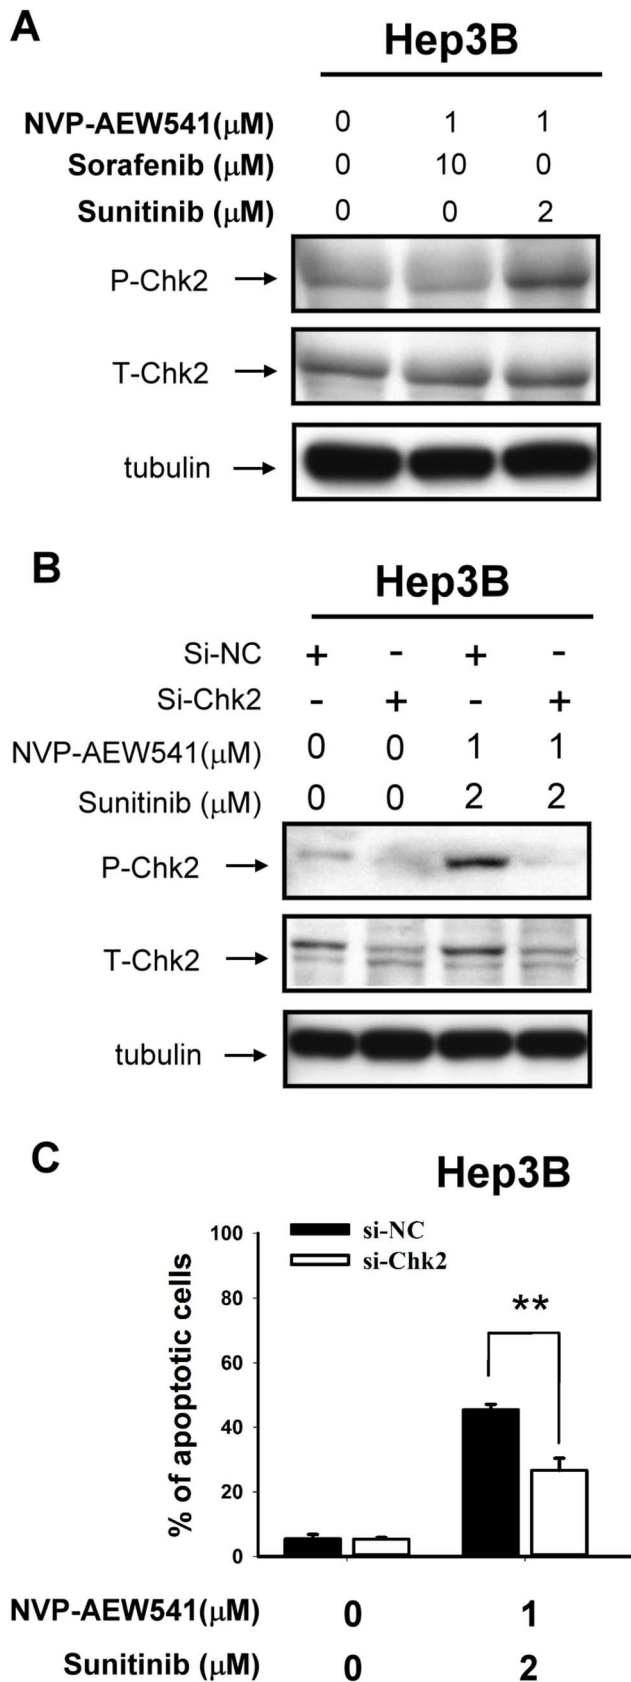 A
Hep3B
NVP-AEW541(μM) 0 1 1
Sorafenib (μM) 0 10 0
Sunitinib (μM) 0 0 2
P-Chk2
T-Chk2
tubulin
B
Hep3B
Si-NC + - + -
Si-Chk2 - + - +
NVP-AEW541(μM) 0 0 1 1
Sunitinib (μM) 0 0 2 2
P-Chk2
T-Chk2
tubulin
C
Hep3B
si-NC
si-Chk2
% of apoptotic cells
100
80
**
60
40
20
0
NVP-AEW541(μM) 0 1
Sunitinib (μM) 0 2